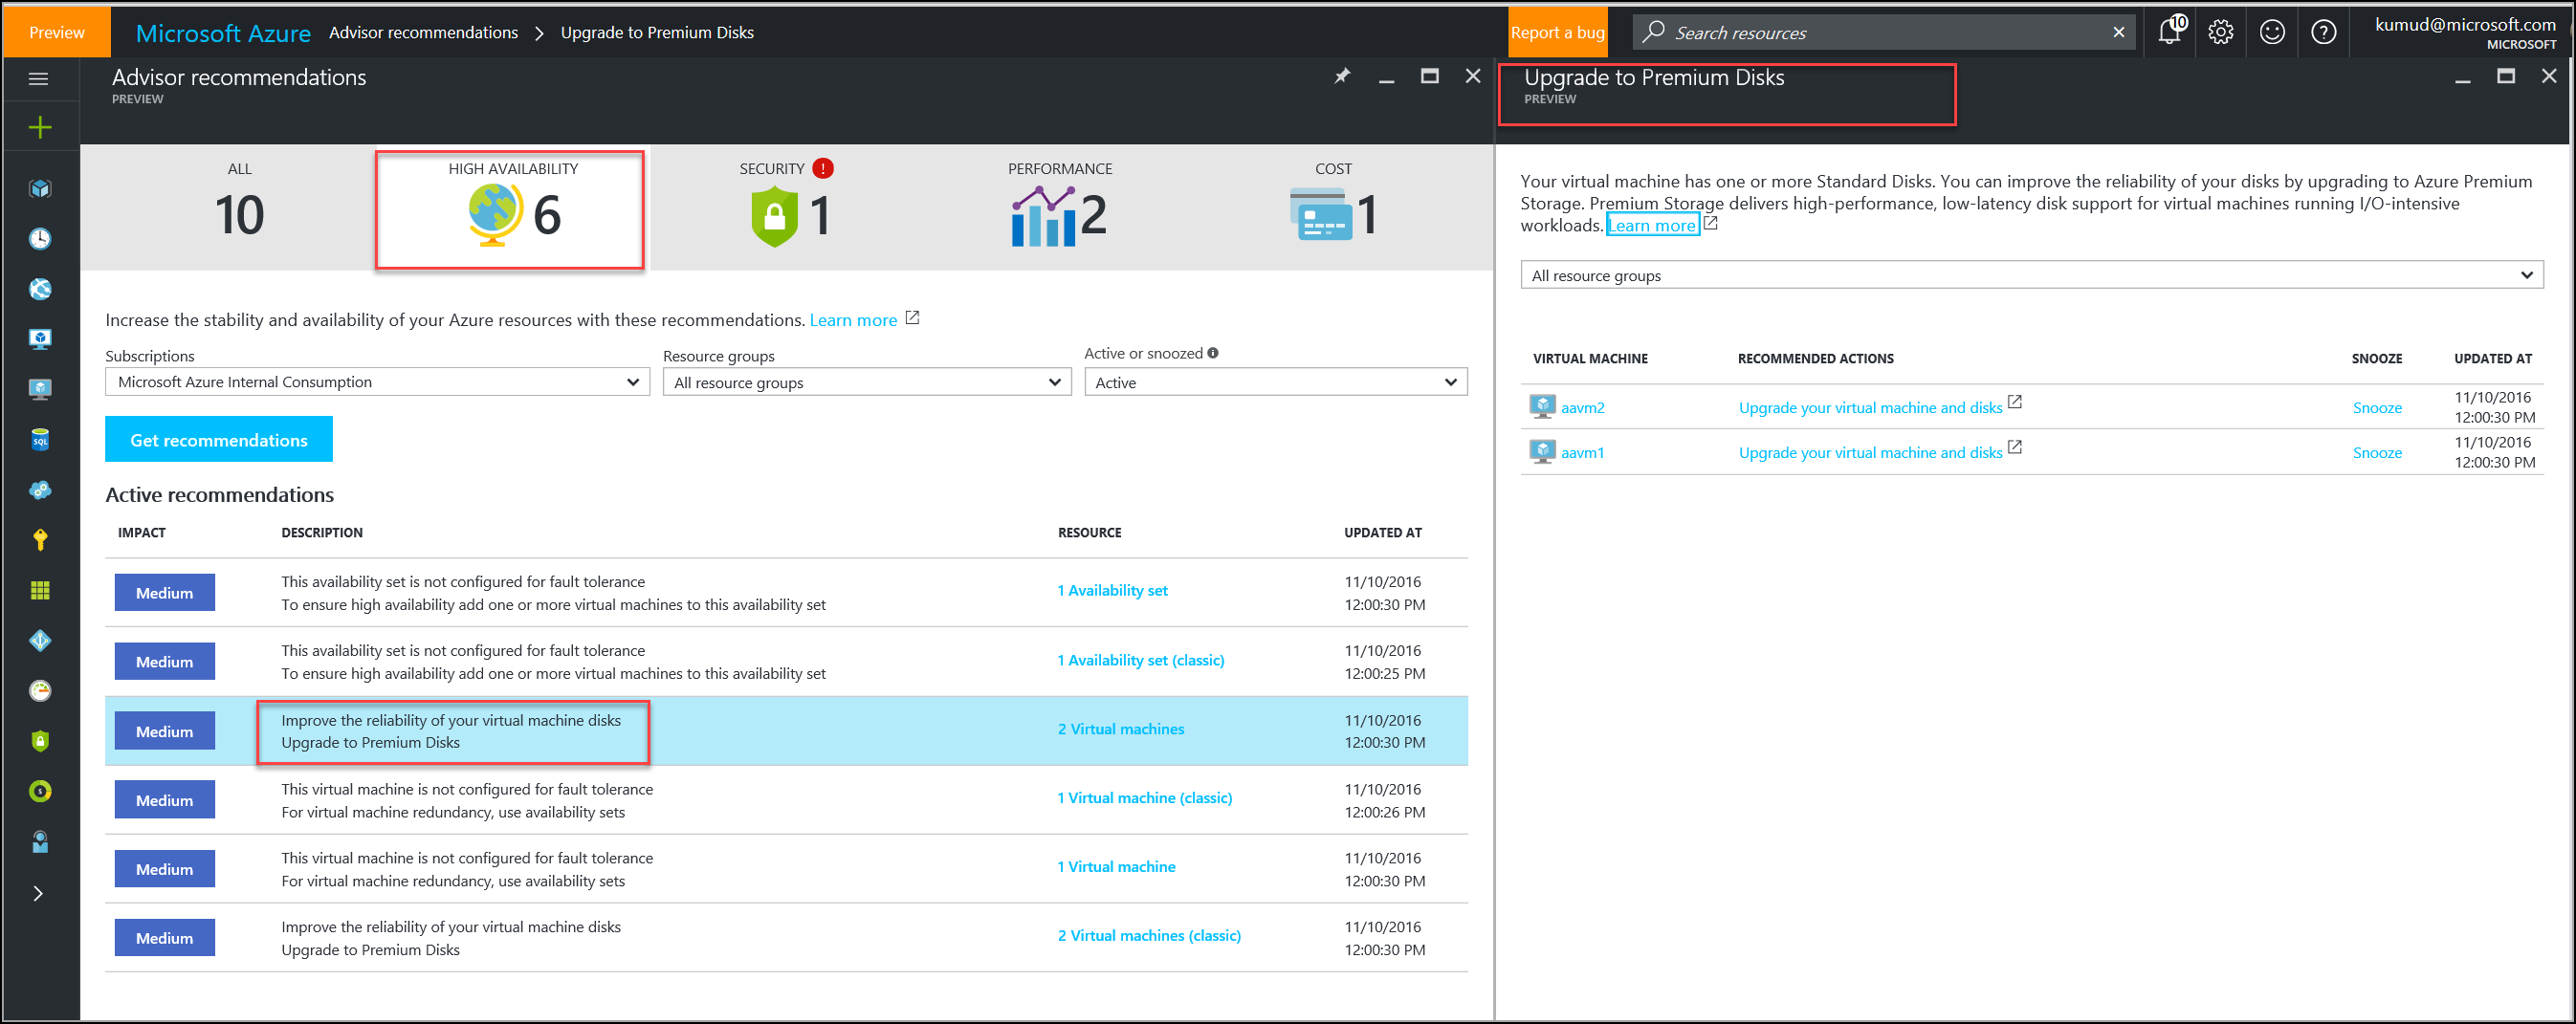 Preview
Microsoft Azure Advisor recommendations > Upgrade to Premium Disks
Report a bug
Search resources
10
kumud@microsoft.com
MICROSOFT
Advisor recommendations
PREVIEW
ALL
10
HIGH AVAILABILITY
6
SECURITY !
1
PERFORMANCE
2
COST
1
Increase the stability and availability of your Azure resources with these recommendations. Learn more
Subscriptions
Microsoft Azure Internal Consumption
Resource groups
All resource groups
Active or snoozed
Active
Get recommendations
Active recommendations
IMPACT DESCRIPTION RESOURCE UPDATED AT
Medium
This availability set is not configured for fault tolerance
To ensure high availability add one or more virtual machines to this availability set
1 Availability set
11/10/2016
12:00:30 PM
Medium
This availability set is not configured for fault tolerance
To ensure high availability add one or more virtual machines to this availability set
1 Availability set (classic)
11/10/2016
12:00:25 PM
Medium
Improve the reliability of your virtual machine disks
Upgrade to Premium Disks
2 Virtual machines
11/10/2016
12:00:30 PM
Medium
This virtual machine is not configured for fault tolerance
For virtual machine redundancy, use availability sets
1 Virtual machine (classic)
11/10/2016
12:00:26 PM
Medium
This virtual machine is not configured for fault tolerance
For virtual machine redundancy, use availability sets
1 Virtual machine
11/10/2016
12:00:30 PM
Medium
Improve the reliability of your virtual machine disks
Upgrade to Premium Disks
2 Virtual machines (classic)
11/10/2016
12:00:30 PM
Upgrade to Premium Disks
PREVIEW
Your virtual machine has one or more Standard Disks. You can improve the reliability of your disks by upgrading to Azure Premium
Storage. Premium Storage delivers high-performance, low-latency disk support for virtual machines running I/O-intensive
workloads. Learn more
All resource groups
VIRTUAL MACHINE RECOMMENDED ACTIONS SNOOZE UPDATED AT
aavm2 Upgrade your virtual machine and disks Snooze
11/10/2016
12:00:30 PM
aavm1 Upgrade your virtual machine and disks Snooze
11/10/2016
12:00:30 PM
SQL